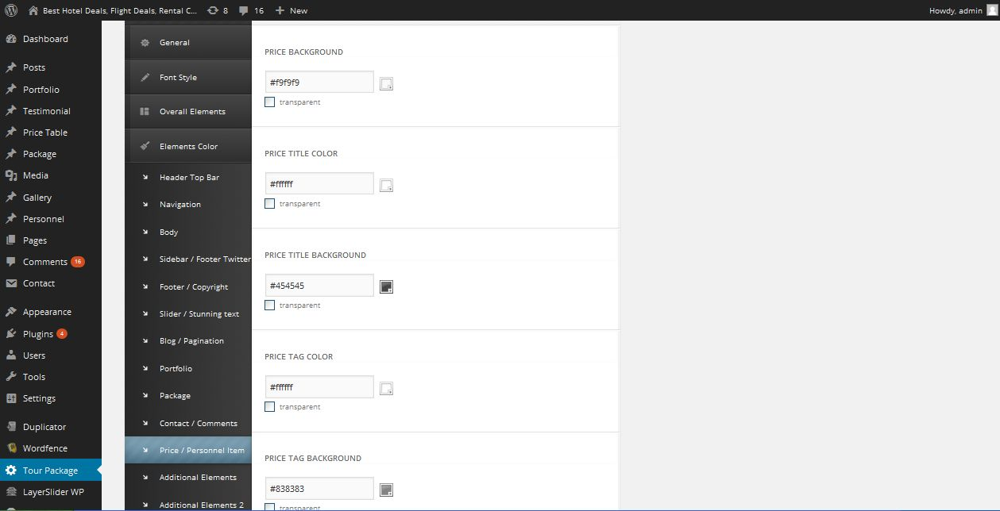 Best Hotel Deals, Flight Deals, Rental C... 8 16 New Howdy, admin
Dashboard
Posts
Portfolio
Testimonial
Price Table
Package
Media
Gallery
Personnel
Pages
Comments 16
Contact
Appearance
Plugins 4
Users
Tools
Settings
Duplicator
Wordfence
Tour Package
LayerSlider WP
General
Font Style
Overall Elements
Elements Color
Header Top Bar
Navigation
Body
Sidebar / Footer Twitter
Footer / Copyright
Slider / Stunning text
Blog / Pagination
Portfolio
Package
Contact / Comments
Price / Personnel Item
Additional Elements
Additional Elements 2
PRICE BACKGROUND
#f9f9f9
transparent
PRICE TITLE COLOR
#ffffff
transparent
PRICE TITLE BACKGROUND
#454545
transparent
PRICE TAG COLOR
#ffffff
transparent
PRICE TAG BACKGROUND
#838383
transparent